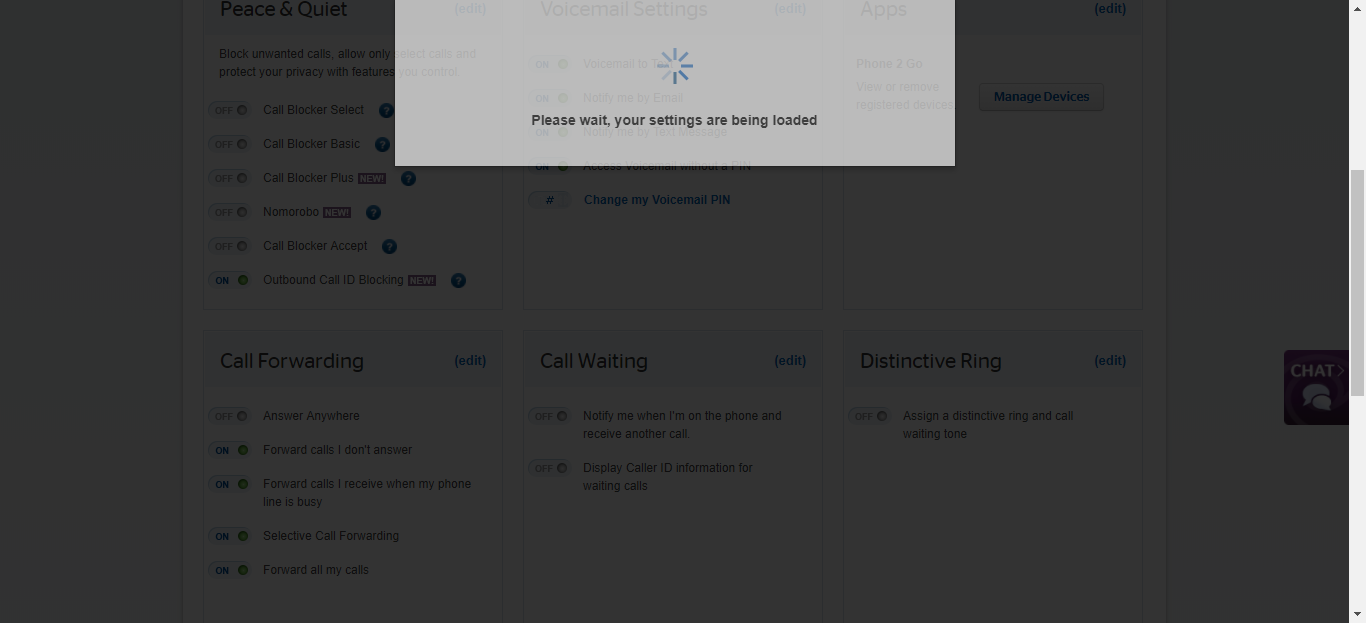 Peace & Quiet (edit)
Block unwanted calls, allow only select calls and
protect your privacy with features you control.
OFF Call Blocker Select ?
OFF Call Blocker Basic ?
OFF Call Blocker Plus NEW! ?
OFF Nomorobo NEW! ?
OFF Call Blocker Accept ?
ON Outbound Call ID Blocking NEW! ?
Voicemail Settings (edit)
ON Voicemail to T
ON Notify me by Email
ON Notify me by Text Message
ON Access Voicemail without a PIN
# Change my Voicemail PIN
Apps (edit)
Phone 2 Go
View or remove
registered devices
Manage Devices
Please wait, your settings are being loaded
Call Forwarding (edit)
OFF Answer Anywhere
ON Forward calls I don't answer
ON Forward calls I receive when my phone
line is busy
ON Selective Call Forwarding
ON Forward all my calls
Call Waiting (edit)
OFF Notify me when I'm on the phone and
receive another call.
OFF Display Caller ID information for
waiting calls
Distinctive Ring (edit)
OFF Assign a distinctive ring and call
waiting tone
CHAT>